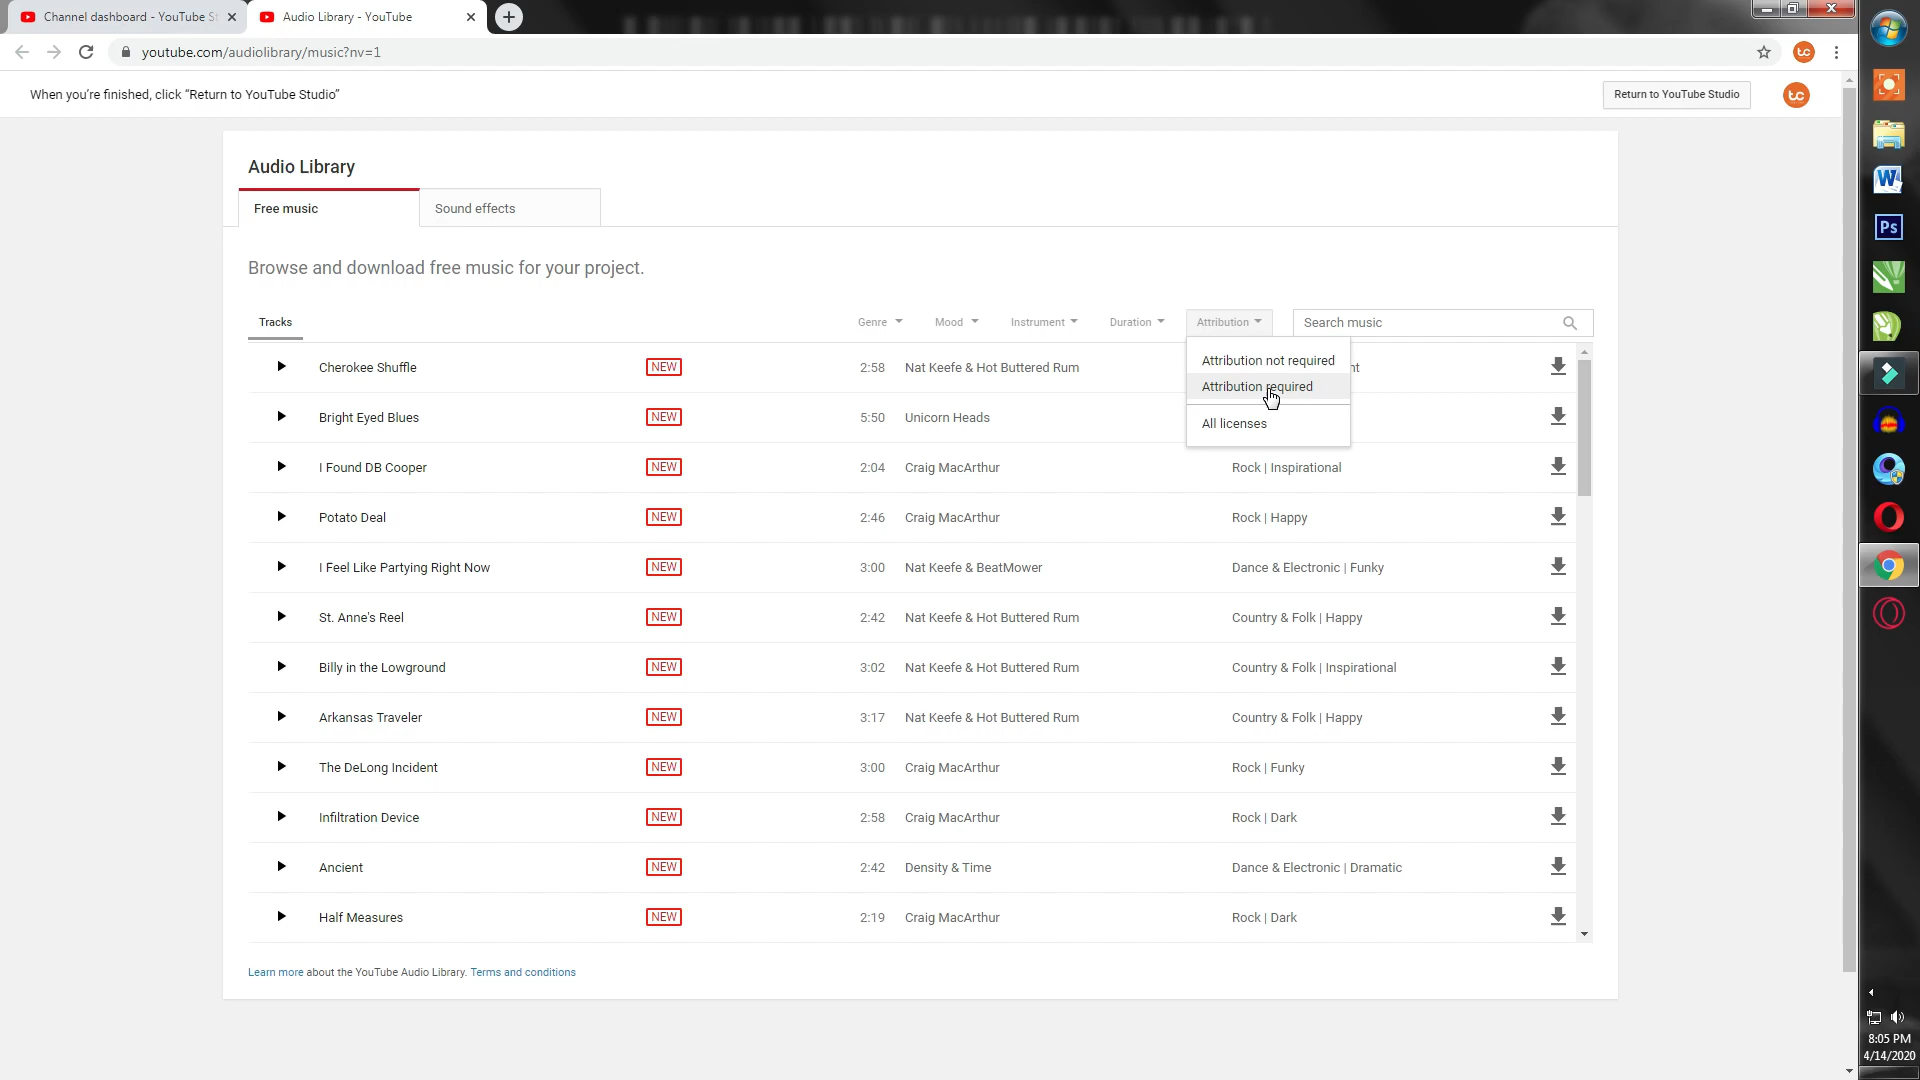 Channel dashboard - YouTube St
Audio Library - YouTube
youtube.com/audiolibrary/music?nv=1
When you're finished, click “Return to YouTube Studio”
Return to YouTube Studio
tc
Audio Library
Free music
Sound effects
Browse and download free music for your project.
Tracks
Genre
Mood
Instrument
Duration
Attribution
Search music
Attribution not required
Attribution required
All licenses
Cherokee Shuffle NEW 2:58 Nat Keefe & Hot Buttered Rum nt
Bright Eyed Blues NEW 5:50 Unicorn Heads
I Found DB Cooper NEW 2:04 Craig MacArthur Rock | Inspirational
Potato Deal NEW 2:46 Craig MacArthur Rock | Happy
I Feel Like Partying Right Now NEW 3:00 Nat Keefe & BeatMower Dance & Electronic | Funky
St. Anne's Reel NEW 2:42 Nat Keefe & Hot Buttered Rum Country & Folk | Happy
Billy in the Lowground NEW 3:02 Nat Keefe & Hot Buttered Rum Country & Folk | Inspirational
Arkansas Traveler NEW 3:17 Nat Keefe & Hot Buttered Rum Country & Folk | Happy
The DeLong Incident NEW 3:00 Craig MacArthur Rock | Funky
Infiltration Device NEW 2:58 Craig MacArthur Rock | Dark
Ancient NEW 2:42 Density & Time Dance & Electronic | Dramatic
Half Measures NEW 2:19 Craig MacArthur Rock | Dark
Learn more about the YouTube Audio Library. Terms and conditions
W
Ps
8:05 PM
4/14/2020